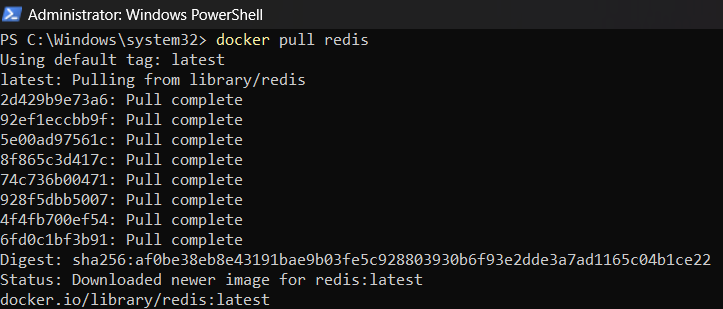 Administrator: Windows PowerShell
PS C:\Windows\system32> docker pull redis
Using default tag: latest
latest: Pulling from library/redis
2d429b9e73a6: Pull complete
92ef1eccbb9f: Pull complete
5e00ad97561c: Pull complete
8f865c3d417c: Pull complete
74c736b00471: Pull complete
928f5dbb5007: Pull complete
4f4fb700ef54: Pull complete
6fd0c1bf3b91: Pull complete
Digest: sha256:af0be38eb8e43191bae9b03fe5c928803930b6f93e2dde3a7ad1165c04b1ce22
Status: Downloaded newer image for redis:latest
docker.io/library/redis:latest